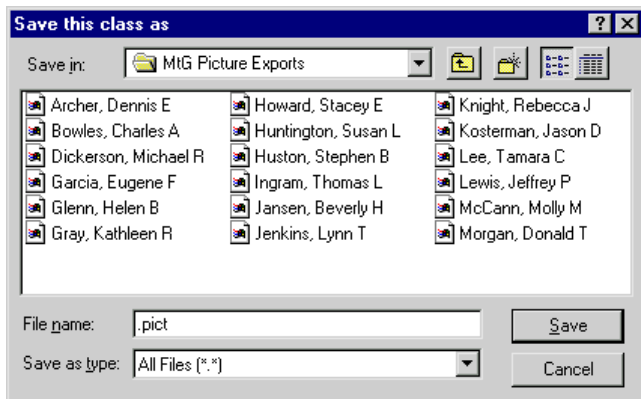 Save this class as
Save in: MtG Picture Exports
Archer, Dennis E Howard, Stacey E Knight, Rebecca J
Bowles, Charles A Huntington, Susan L Kosterman, Jason D
Dickerson, Michael R Huston, Stephen B Lee, Tamara C
Garcia, Eugene F Ingram, Thomas L Lewis, Jeffrey P
Glenn, Helen B Jansen, Beverly H McCann, Molly M
Gray, Kathleen R Jenkins, Lynn T Morgan, Donald T
File name: .pict Save
Save as type: All Files (*.*) Cancel